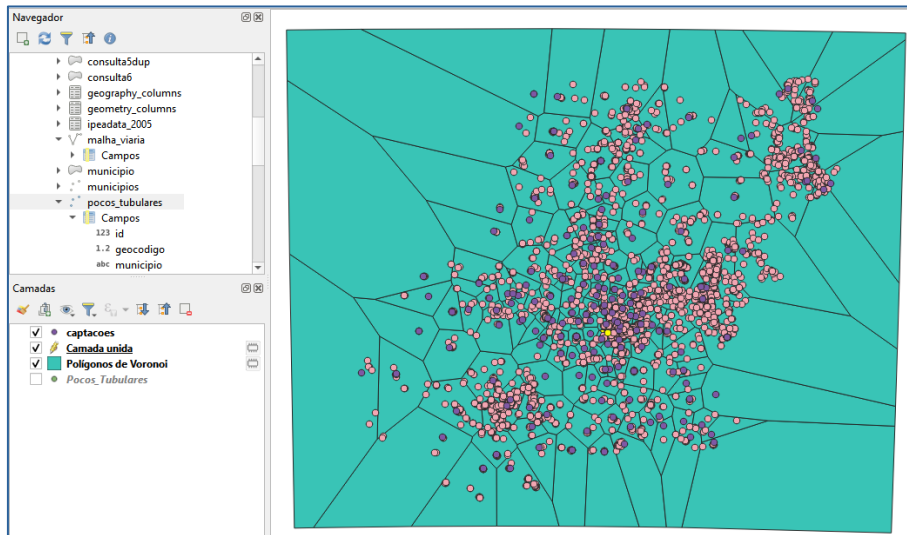 Navegador
consulta5dup
consulta6
geography_columns
geometry_columns
ipeadata_2005
malha_viaria
Campos
municipio
municipios
pocos_tubulares
Campos
123 id
1.2 geocodigo
abc municipio
Camadas
captacoes
Camada unida
Polígonos de Voronoi
Pocos_Tubulares